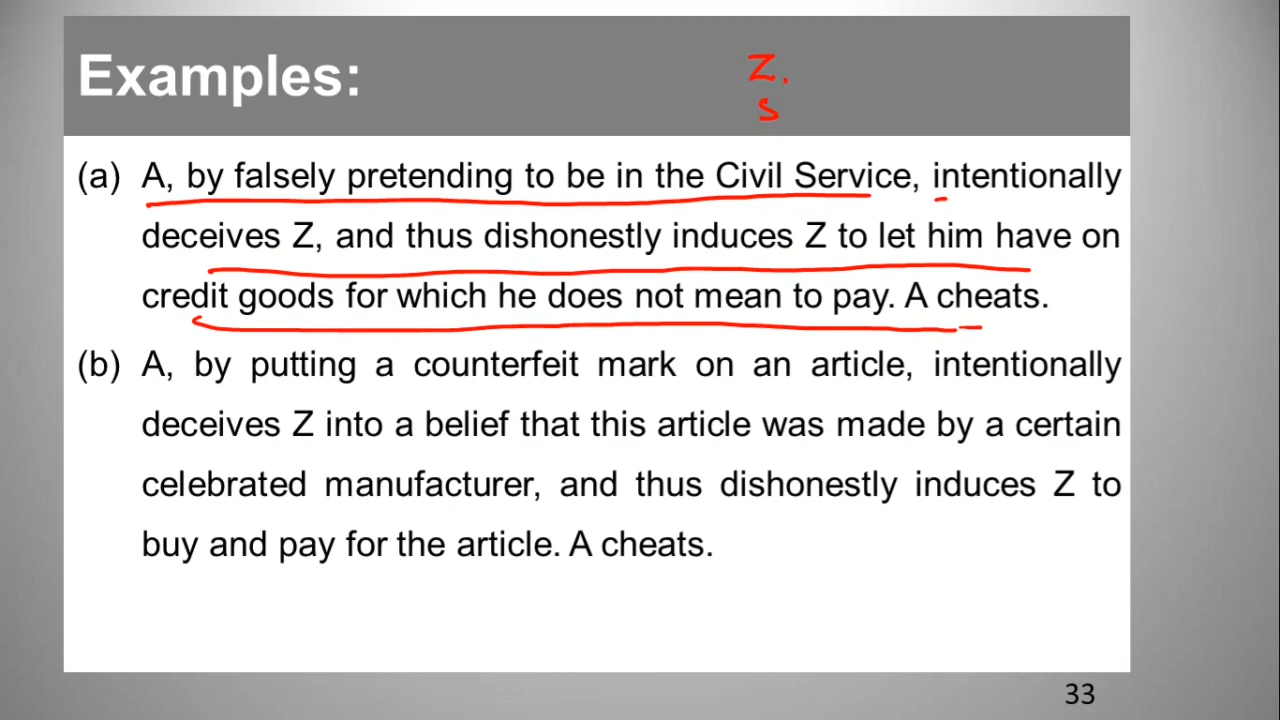 Examples:
Z.
s
(a) A, by falsely pretending to be in the Civil Service, intentionally
deceives Z, and thus dishonestly induces Z to let him have on
credit goods for which he does not mean to pay. A cheats.
(b) A, by putting a counterfeit mark on an article, intentionally
deceives Z into a belief that this article was made by a certain
celebrated manufacturer, and thus dishonestly induces Z to
buy and pay for the article. A cheats.
33